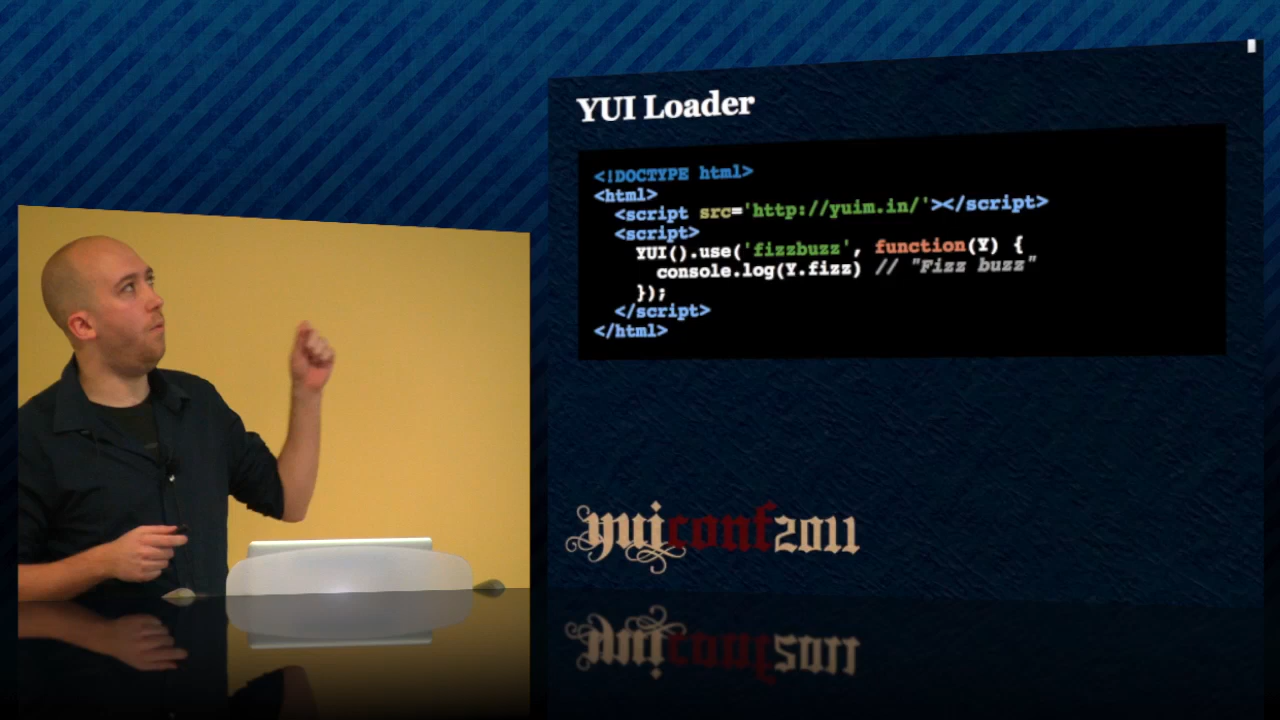 YUI Loader
<!DOCTYPE html>
<html>
  <script src='http://yuim.in/'></script>
  <script>
    YUI().use('fizzbuzz', function(Y) {
      console.log(Y.fizz) // "Fizz buzz"
    });
  </script>
</html>
yuiconf2011